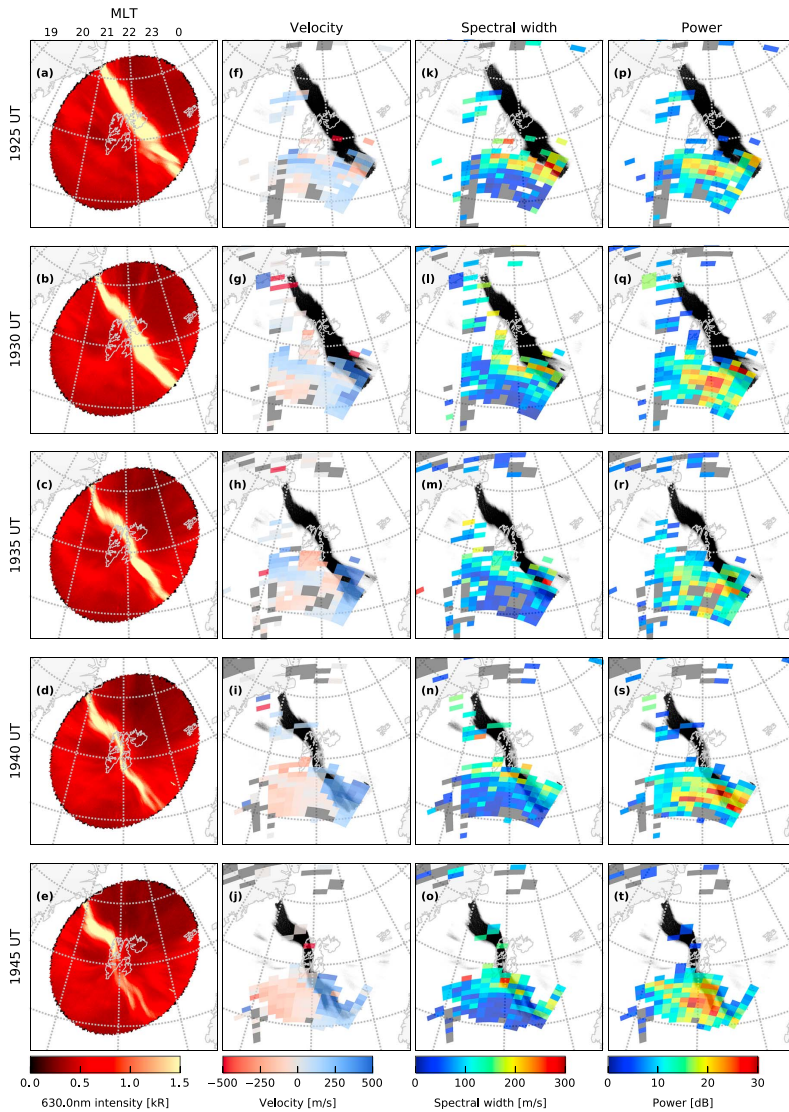 MLT
19 20 21 22 23 0
Velocity
Spectral width
Power
1925 UT
(a)
(f)
(k)
(p)
1930 UT
(b)
(g)
(l)
(q)
1935 UT
(c)
(h)
(m)
(r)
1940 UT
(d)
(i)
(n)
(s)
1945 UT
(e)
(j)
(o)
(t)
0.0 0.5 1.0 1.5
630.0nm intensity [kR]
−500 −250 0 250 500
Velocity [m/s]
0 100 200 300
Spectral width [m/s]
0 10 20 30
Power [dB]